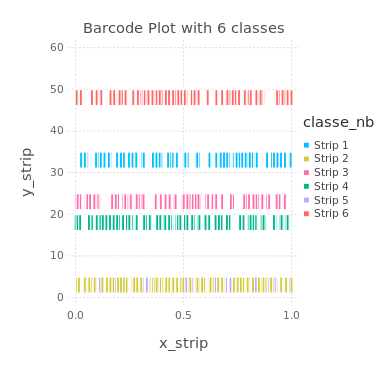 Barcode Plot with 6 classes
60
50
40
30
20
10
0
y_strip
0.0
0.5
1.0
x_strip
classe_nb
Strip 1
Strip 2
Strip 3
Strip 4
Strip 5
Strip 6